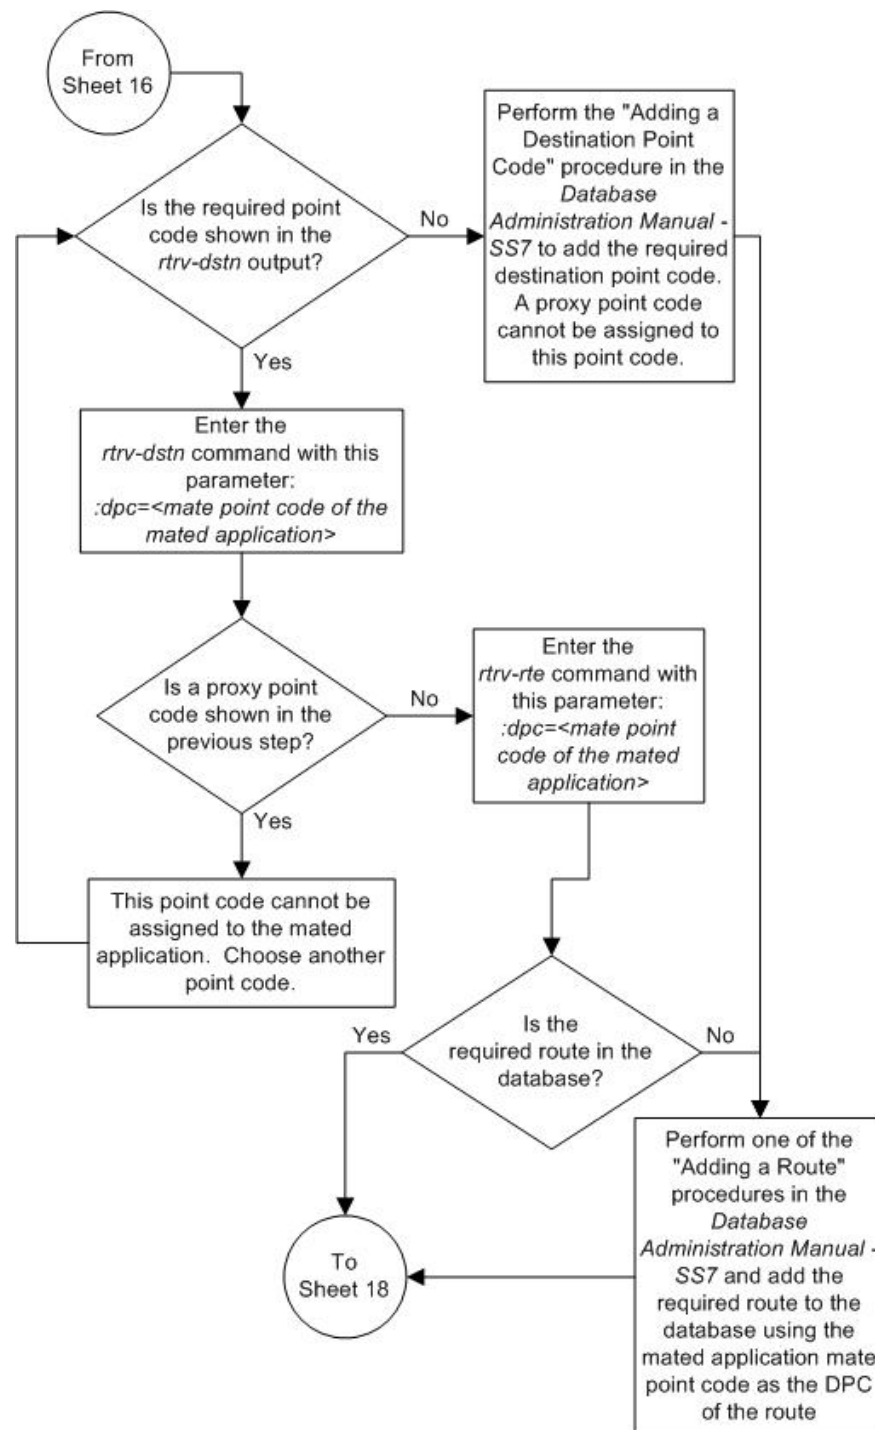 From
Sheet 16
Is the required point
code shown in the
rtrv-dstn output?
No
Perform the "Adding a
Destination Point
Code" procedure in the
Database
Administration Manual -
SS7 to add the required
destination point code.
A proxy point code
cannot be assigned to
this point code.
Yes
Enter the
rtrv-dstn command with this
parameter:
:dpc=<mate point code of the
mated application>
Is a proxy point
code shown in the
previous step?
No
Enter the
rtrv-rte command with
this parameter:
:dpc=<mate point
code of the mated
application>
Yes
This point code cannot be
assigned to the mated
application.  Choose another
point code.
Is the
required route in the
database?
Yes
No
Perform one of the
"Adding a Route"
procedures in the
Database
Administration Manual -
SS7 and add the
required route to the
database using the
mated application mate
point code as the DPC
of the route
To
Sheet 18